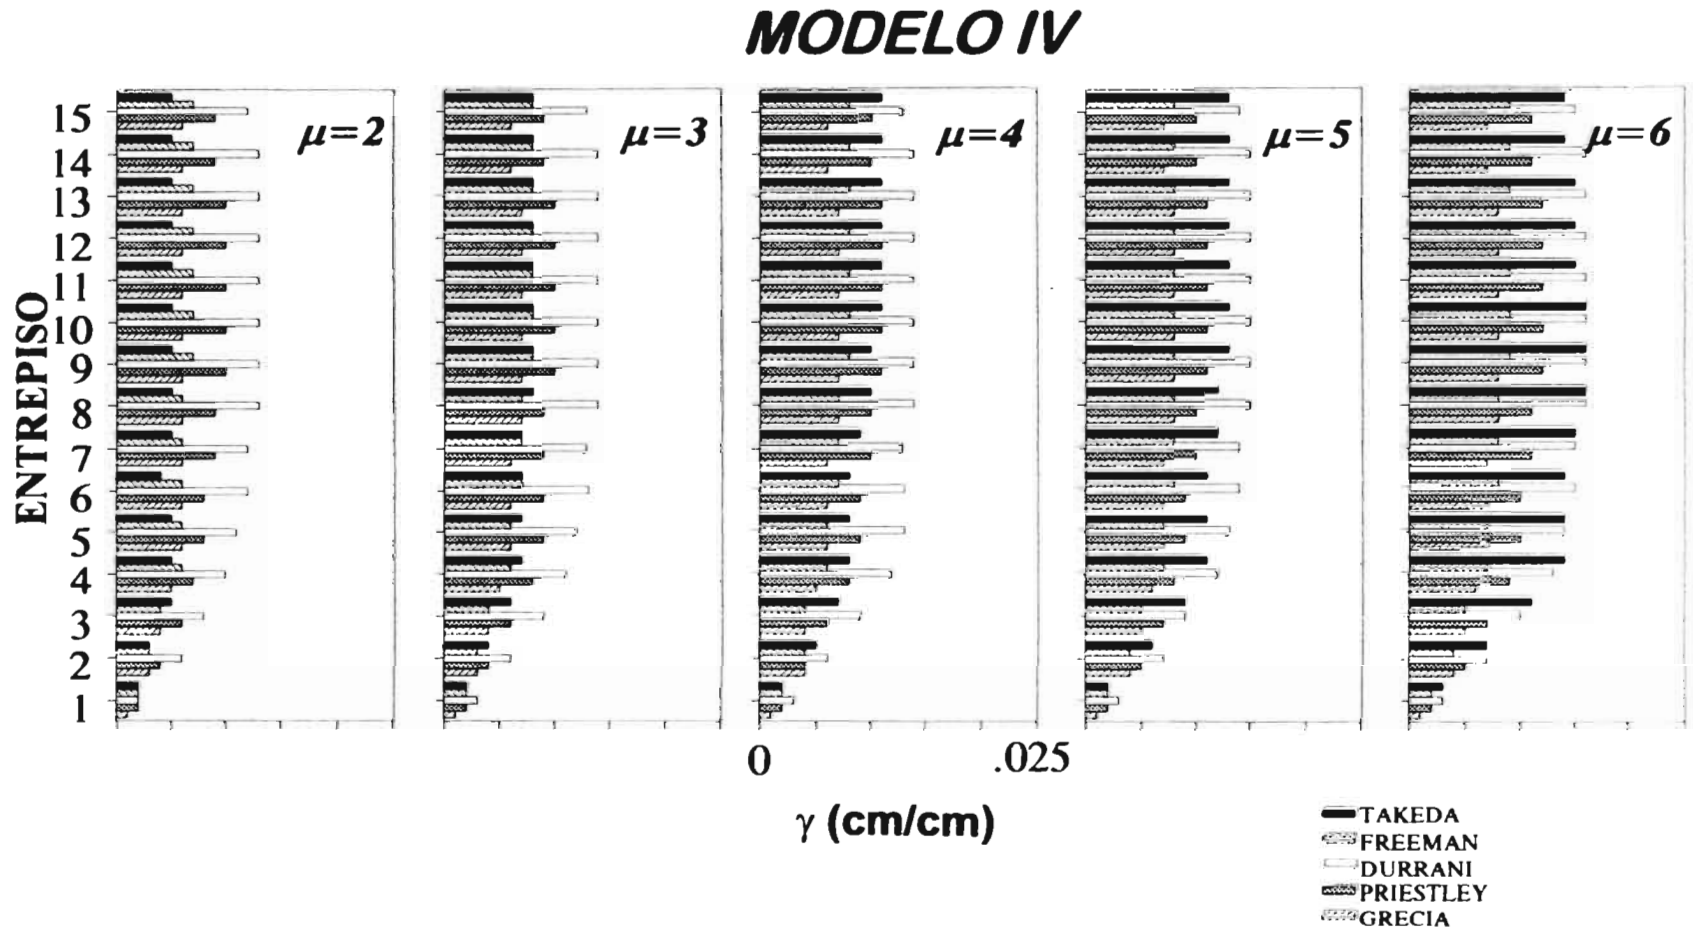 MODELO IV
ENTREPISO
15
14
13
12
11
10
9
8
7
6
5
4
3
2
1
μ=2
μ=3
μ=4
μ=5
μ=6
0
.025
γ (cm/cm)
TAKEDA
FREEMAN
DURRANI
PRIESTLEY
GRECIA